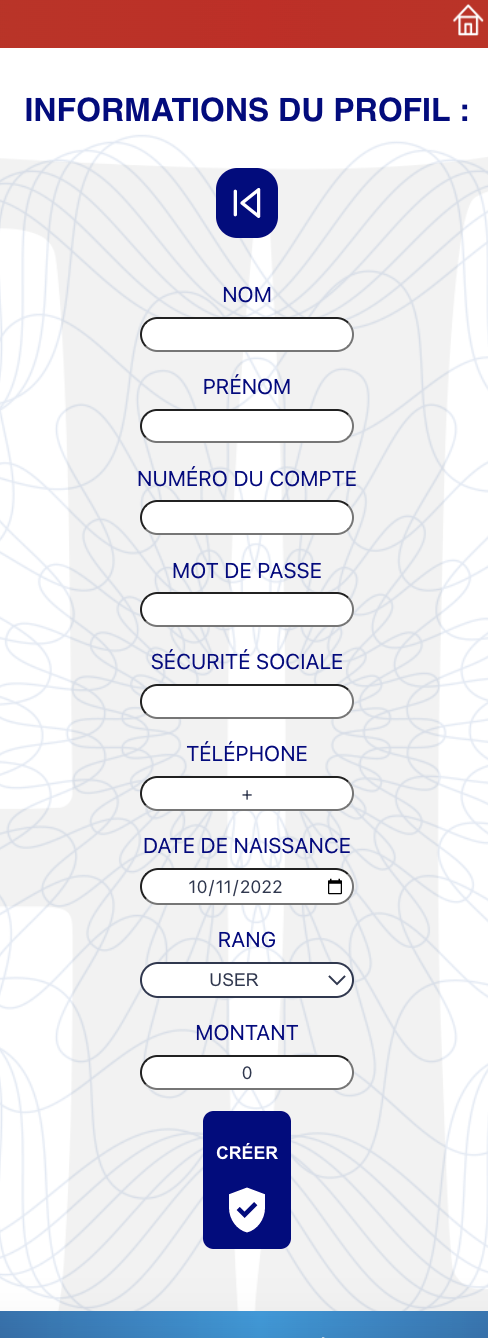 INFORMATIONS DU PROFIL :
NOM
PRÉNOM
NUMÉRO DU COMPTE
MOT DE PASSE
SÉCURITÉ SOCIALE
TÉLÉPHONE
+
DATE DE NAISSANCE
10/11/2022
RANG
USER
MONTANT
0
CRÉER